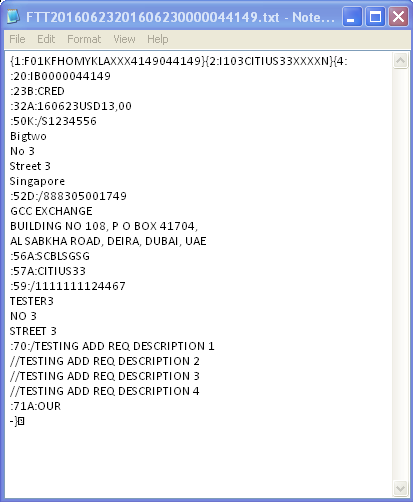 FTT20160623201606230000044149.txt - Note...
File Edit Format View Help
{1:F01KFHOMYKLAXXX4149044149}{2:I103CITIUS33XXXXN}{4:
:20:IB0000044149
:23B:CRED
:32A:160623USD13,00
:50K:/S1234556
Bigtwo
No 3
Street 3
Singapore
:52D:/888305001749
GCC EXCHANGE
BUILDING NO 108, P O BOX 41704,
AL SABKHA ROAD, DEIRA, DUBAI, UAE
:56A:SCBLSGSG
:57A:CITIUS33
:59:/1111111124467
TESTER3
NO 3
STREET 3
:70:/TESTING ADD REQ DESCRIPTION 1
//TESTING ADD REQ DESCRIPTION 2
//TESTING ADD REQ DESCRIPTION 3
//TESTING ADD REQ DESCRIPTION 4
:71A:OUR
-}